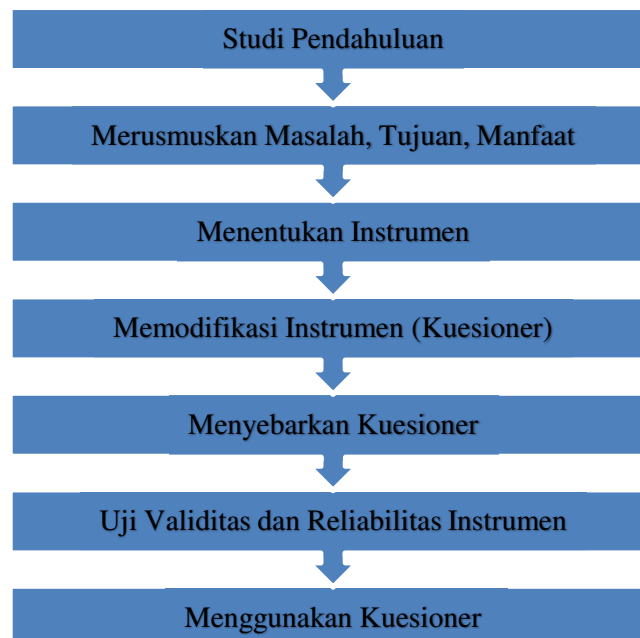 Studi Pendahuluan
Merusmuskan Masalah, Tujuan, Manfaat
Menentukan Instrumen
Memodifikasi Instrumen (Kuesioner)
Menyebarkan Kuesioner
Uji Validitas dan Reliabilitas Instrumen
Menggunakan Kuesioner